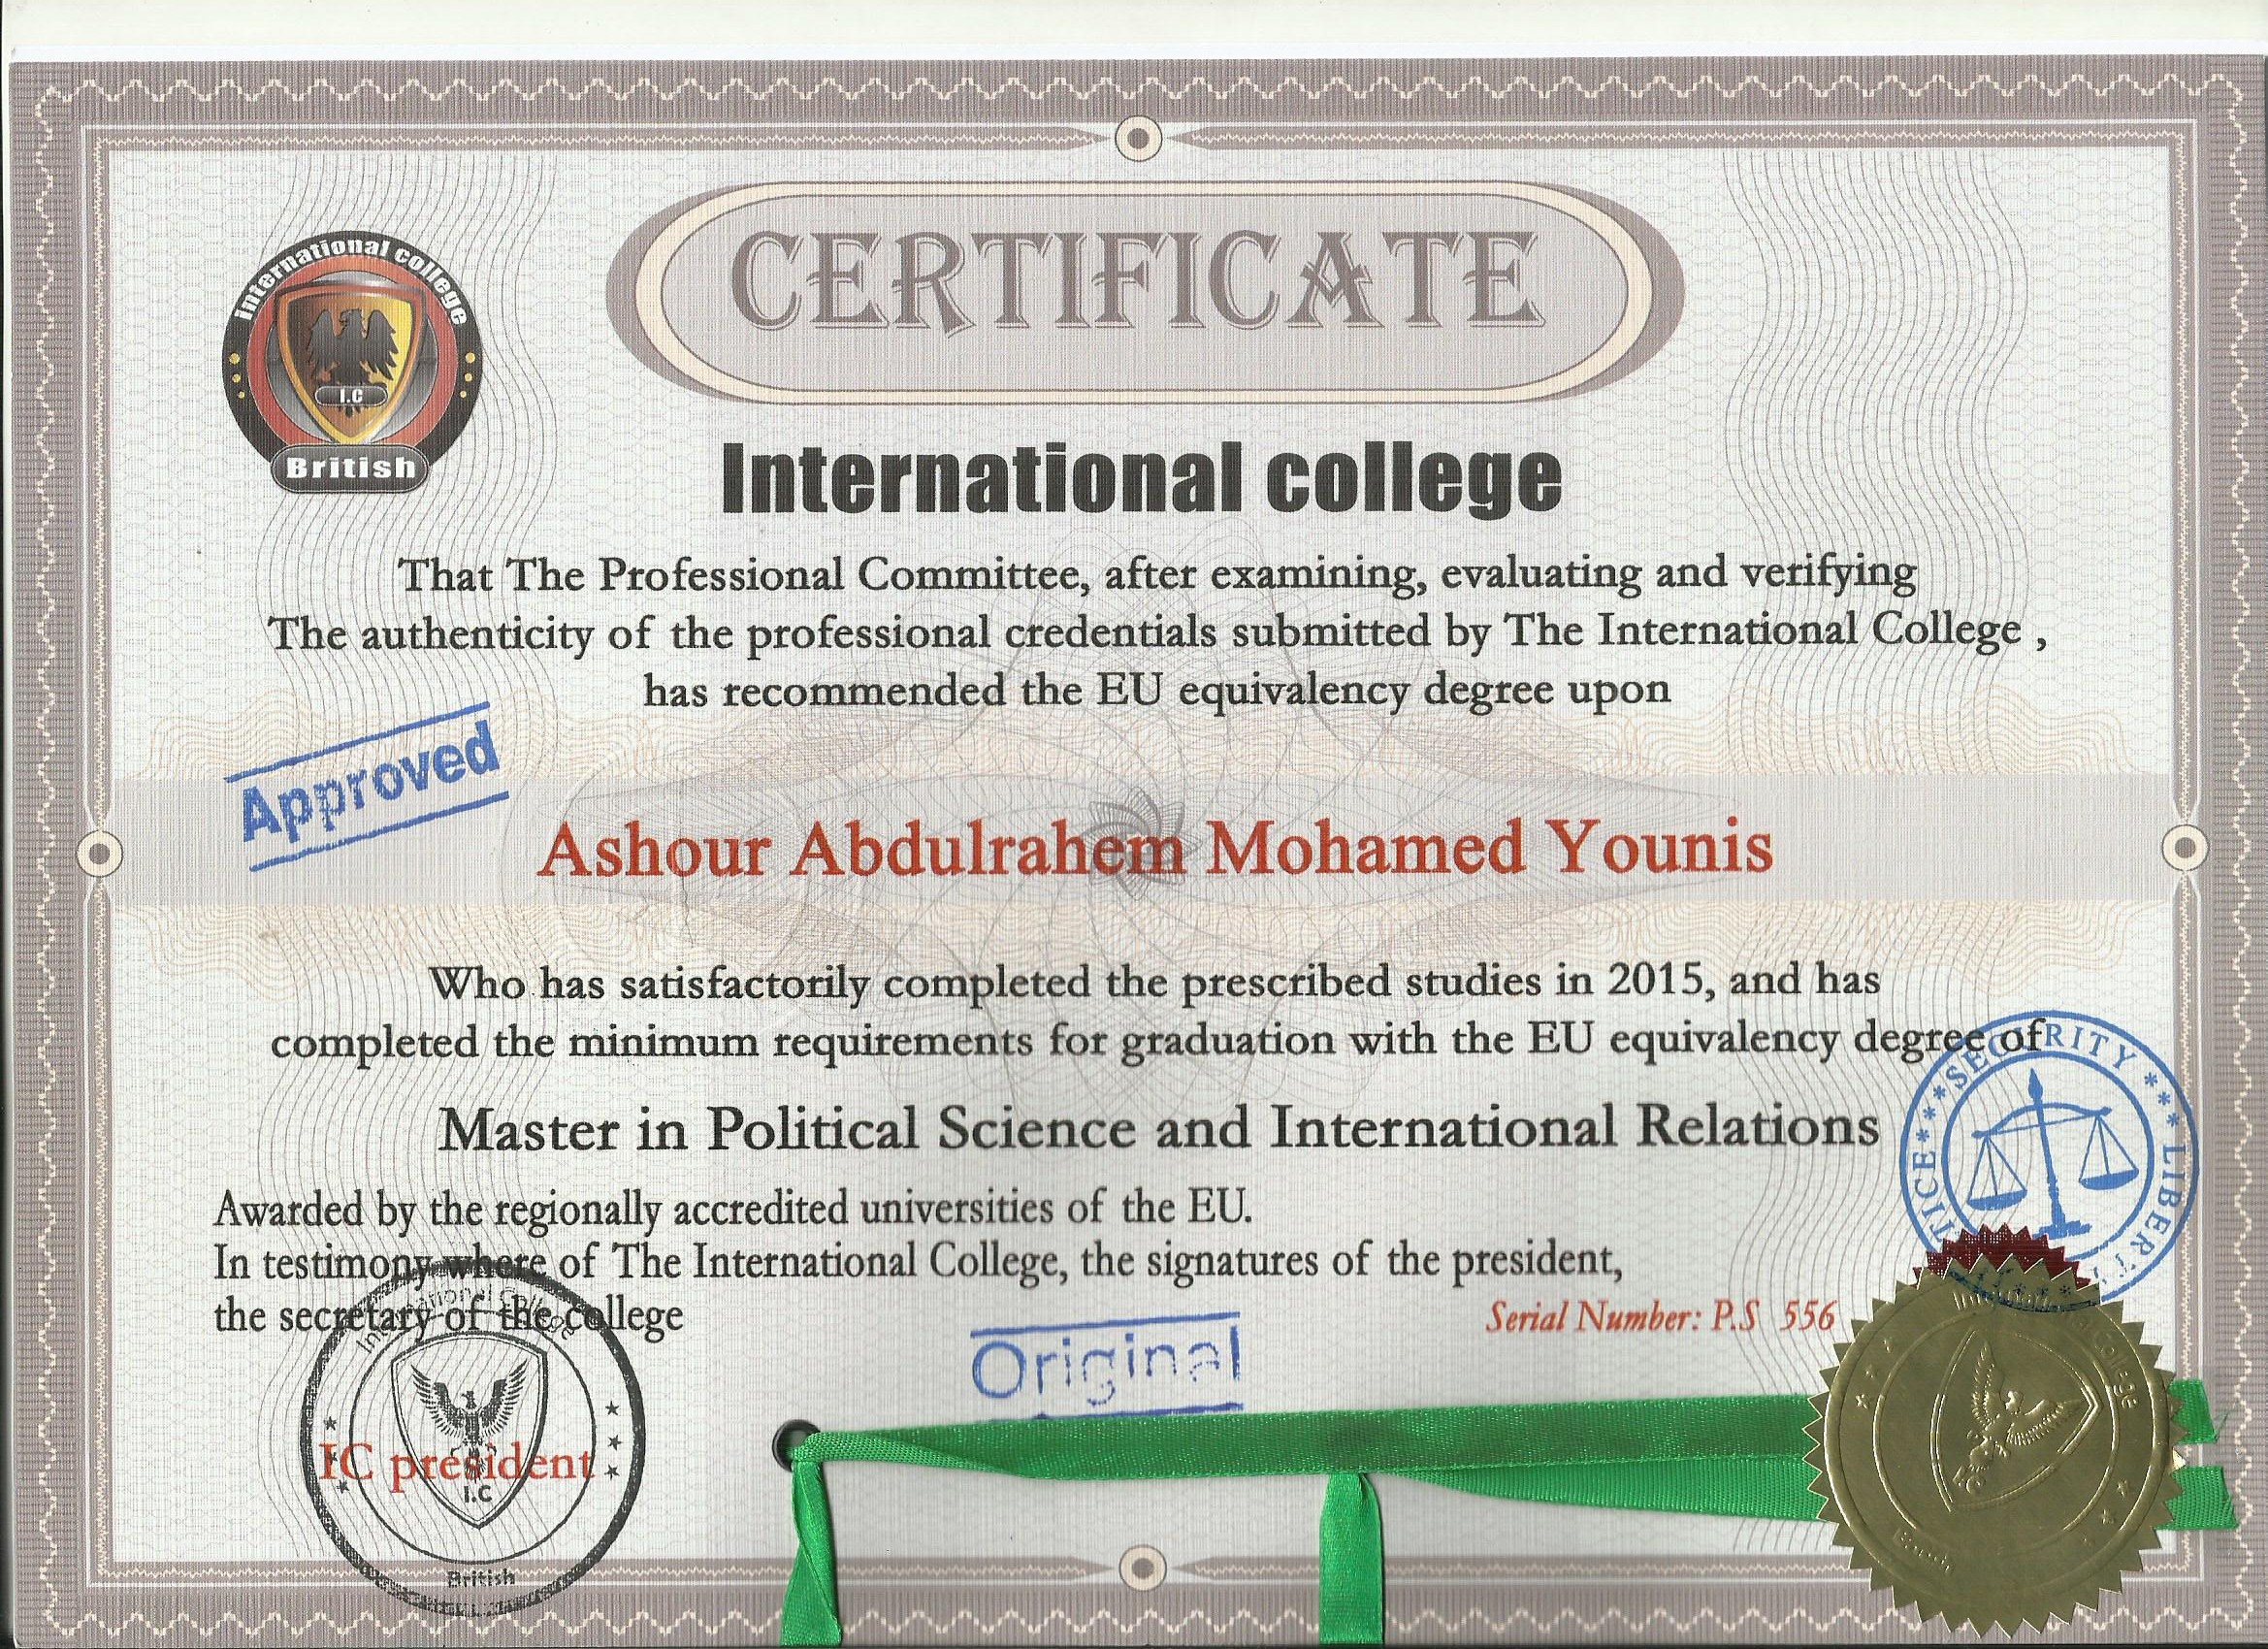 CERTIFICATE
international college
I.C
British
International college
That The Professional Committee, after examining, evaluating and verifying
The authenticity of the professional credentials submitted by The International College ,
has recommended the EU equivalency degree upon
Approved
Ashour Abdulrahem Mohamed Younis
Who has satisfactorily completed the prescribed studies in 2015, and has
completed the minimum requirements for graduation with the EU equivalency degree of
Master in Political Science and International Relations
SECURITY *** LIBERTY
Awarded by the regionally accredited universities of the EU.
In testimony where of The International College, the signatures of the president,
the secretary of the college
Serial Number: P.S 556
Original
International College
IC president
I.C
British
International College